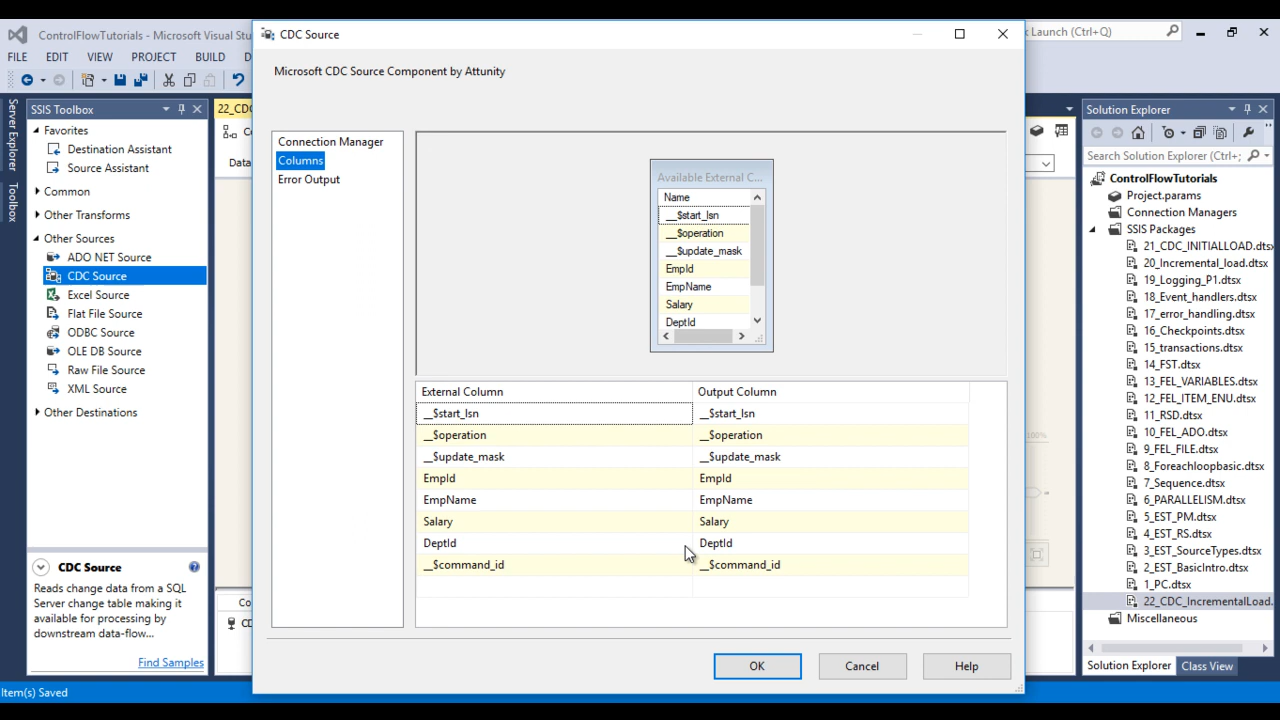 ControlFlowTutorials - Microsoft Visual Stu
CDC Source
Launch (Ctrl+Q)
FILE EDIT VIEW PROJECT BUILD D
Microsoft CDC Source Component by Attunity
Server Explorer
Toolbox
SSIS Toolbox
Favorites
Destination Assistant
Source Assistant
Common
Other Transforms
Other Sources
ADO NET Source
CDC Source
Excel Source
Flat File Source
ODBC Source
OLE DB Source
Raw File Source
XML Source
Other Destinations
CDC Source
Reads change data from a SQL
Server change table making it
available for processing by
downstream data-flow...
Find Samples
22_CD
Co
Data
Co
CD
Connection Manager
Columns
Error Output
Available External C...
Name
__$start_lsn
__$operation
__$update_mask
EmpId
EmpName
Salary
DeptId
External Column Output Column
__$start_lsn __$start_lsn
__$operation __$operation
__$update_mask __$update_mask
EmpId EmpId
EmpName EmpName
Salary Salary
DeptId DeptId
__$command_id __$command_id
OK Cancel Help
100%
Solution Explorer
Search Solution Explorer (Ctrl+;
ControlFlowTutorials
Project.params
Connection Managers
SSIS Packages
21_CDC_INITIALLOAD.dtsx
20_Incremental_load.dtsx
19_Logging_P1.dtsx
18_Event_handlers.dtsx
17_error_handling.dtsx
16_Checkpoints.dtsx
15_transactions.dtsx
14_FST.dtsx
13_FEL_VARIABLES.dtsx
12_FEL_ITEM_ENU.dtsx
11_RSD.dtsx
10_FEL_ADO.dtsx
9_FEL_FILE.dtsx
8_Foreachloopbasic.dtsx
7_Sequence.dtsx
6_PARALLELISM.dtsx
5_EST_PM.dtsx
4_EST_RS.dtsx
3_EST_SourceTypes.dtsx
2_EST_BasicIntro.dtsx
1_PC.dtsx
22_CDC_IncrementalLoad.
Miscellaneous
Solution Explorer Class View
Item(s) Saved